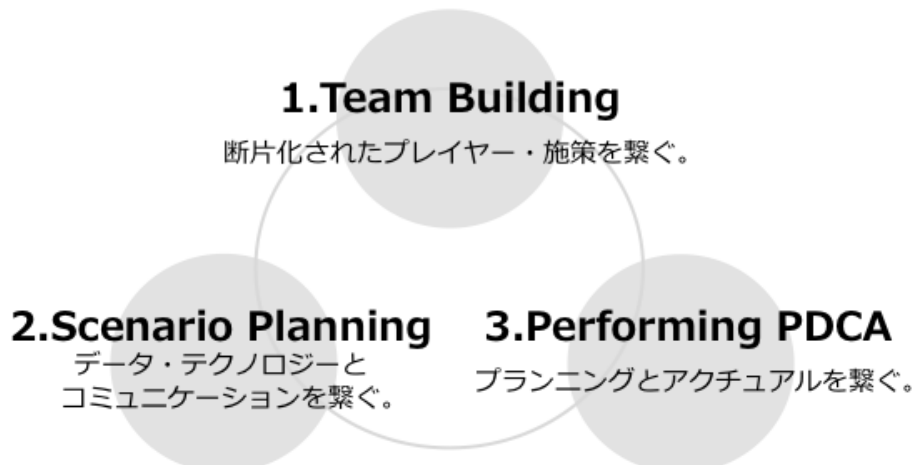 1.Team Building
断片化されたプレイヤー・施策を繋ぐ。
2.Scenario Planning
データ・テクノロジーと
コミュニケーションを繋ぐ。
3.Performing PDCA
プランニングとアクチュアルを繋ぐ。